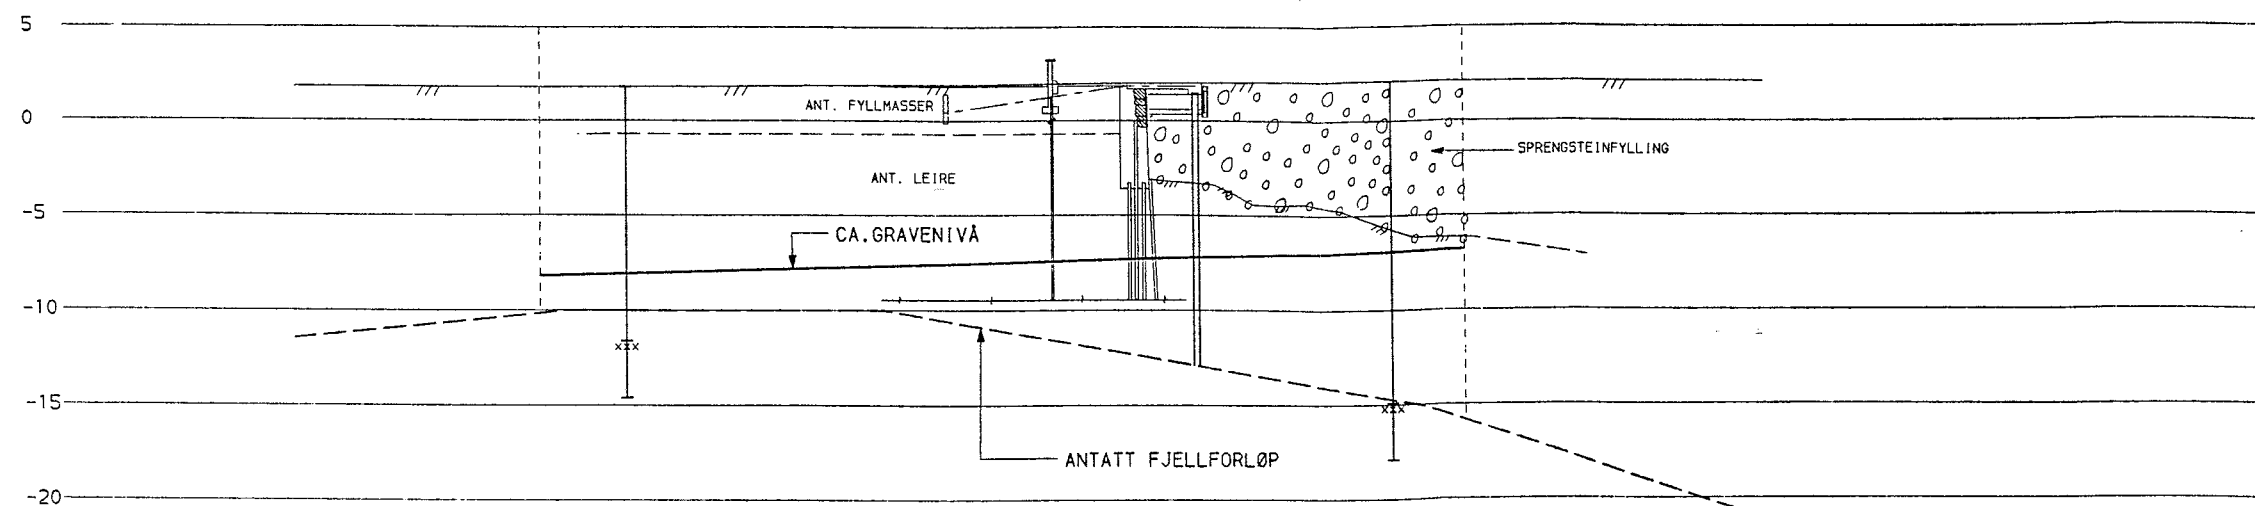 5
ANT. FYLLMASSER
0
SPRENGSTEINFYLLING
ANT. LEIRE
-5
CA.GRAVENIVÅ
-10
-15
ANTATT FJELLFORLØP
-20